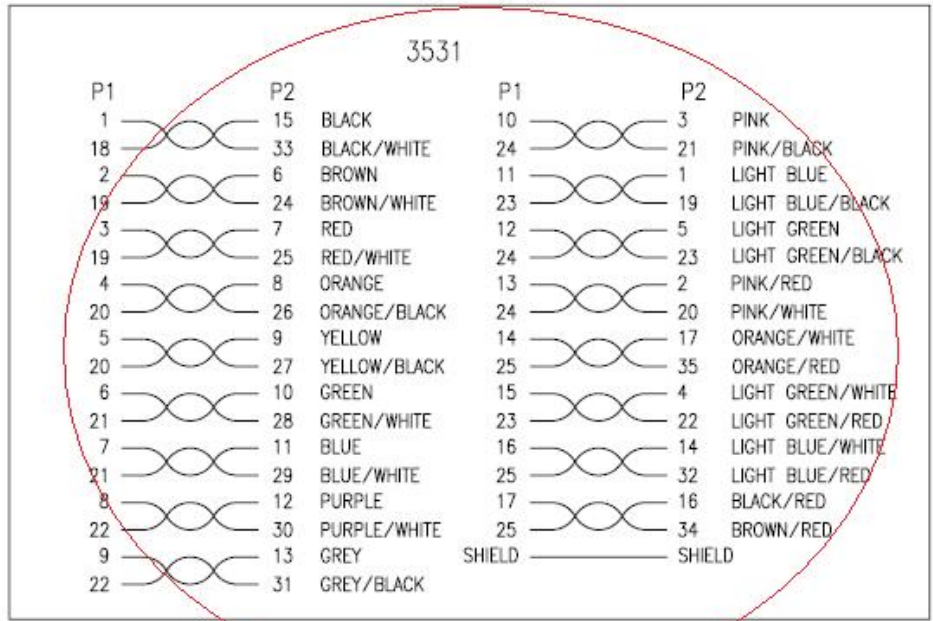 3531
P1 P2 P1 P2
1 15 BLACK 10 3 PINK
18 33 BLACK/WHITE 24 21 PINK/BLACK
2 6 BROWN 11 1 LIGHT BLUE
19 24 BROWN/WHITE 23 19 LIGHT BLUE/BLACK
3 7 RED 12 5 LIGHT GREEN
19 25 RED/WHITE 24 23 LIGHT GREEN/BLACK
4 8 ORANGE 13 2 PINK/RED
20 26 ORANGE/BLACK 24 20 PINK/WHITE
5 9 YELLOW 14 17 ORANGE/WHITE
20 27 YELLOW/BLACK 25 35 ORANGE/RED
6 10 GREEN 15 4 LIGHT GREEN/WHITE
21 28 GREEN/WHITE 23 22 LIGHT GREEN/RED
7 11 BLUE 16 14 LIGHT BLUE/WHITE
21 29 BLUE/WHITE 25 32 LIGHT BLUE/RED
8 12 PURPLE 17 16 BLACK/RED
22 30 PURPLE/WHITE 25 34 BROWN/RED
9 13 GREY SHIELD SHIELD
22 31 GREY/BLACK